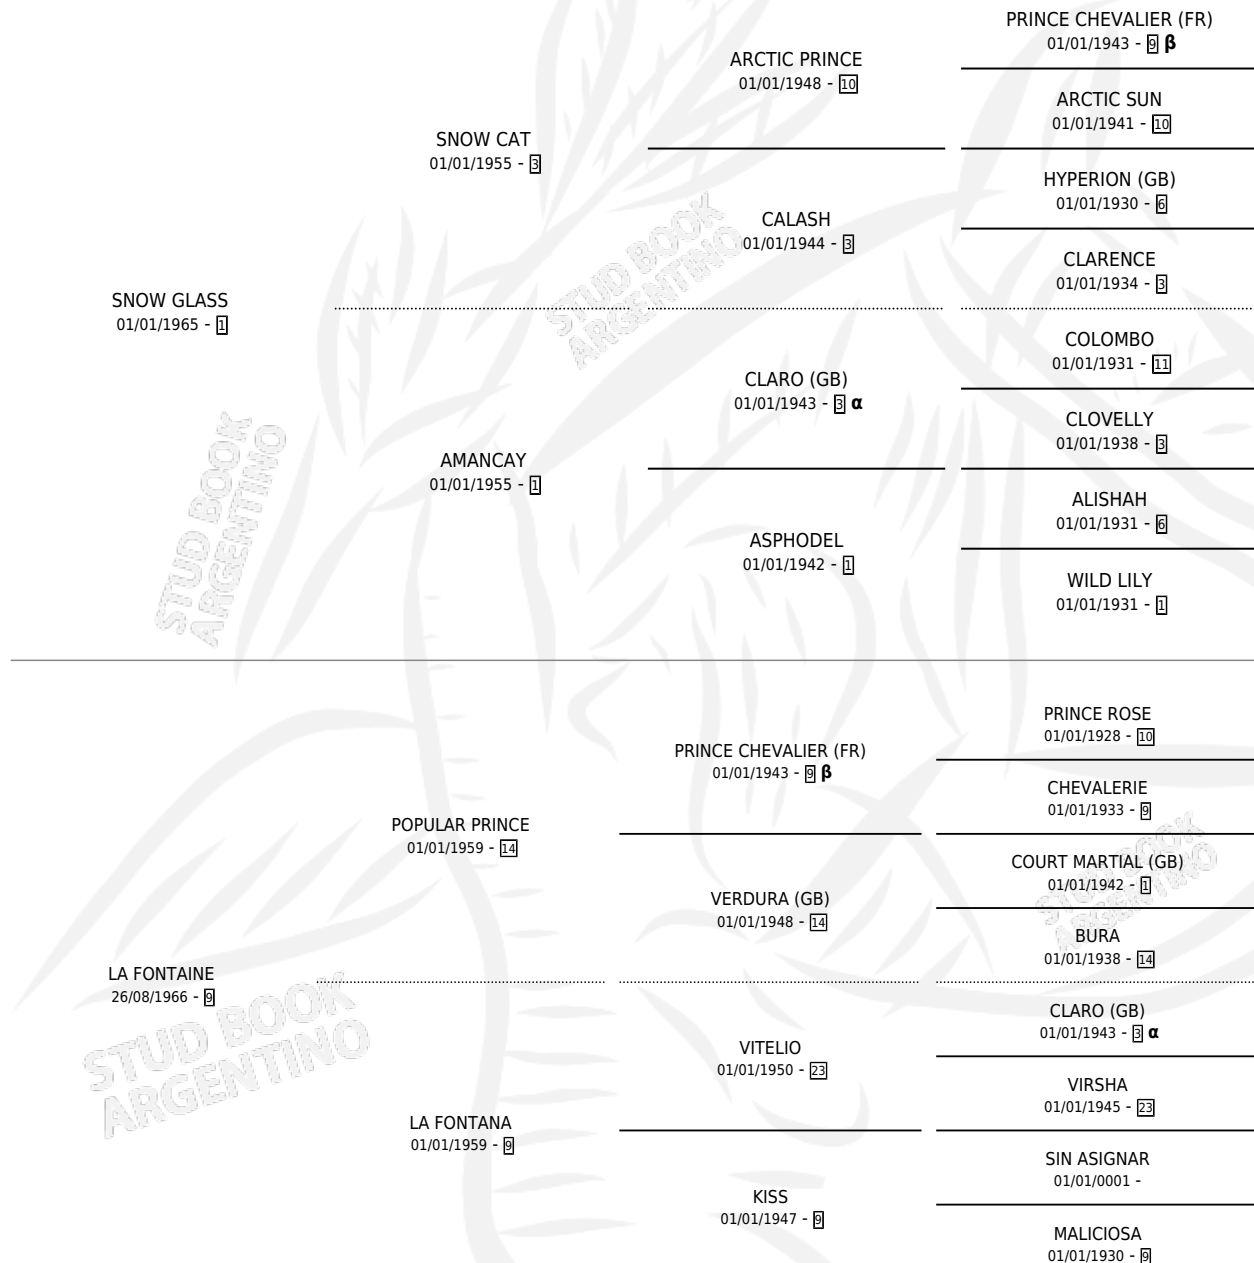 PRINCE CHEVALIER (FR)
01/01/1943 - 9 β
ARCTIC PRINCE
01/01/1948 - 10
ARCTIC SUN
01/01/1941 - 10
SNOW CAT
01/01/1955 - 3
HYPERION (GB)
01/01/1930 - 6
CALASH
01/01/1944 - 3
CLARENCE
01/01/1934 - 3
SNOW GLASS
01/01/1965 - 1
COLOMBO
01/01/1931 - 11
CLARO (GB)
01/01/1943 - 3 α
CLOVELLY
01/01/1938 - 3
AMANCAY
01/01/1955 - 1
ALISHAH
01/01/1931 - 6
ASPHODEL
01/01/1942 - 1
WILD LILY
01/01/1931 - 1
PRINCE ROSE
01/01/1928 - 10
PRINCE CHEVALIER (FR)
01/01/1943 - 9 β
CHEVALERIE
01/01/1933 - 9
POPULAR PRINCE
01/01/1959 - 14
COURT MARTIAL (GB)
01/01/1942 - 1
VERDURA (GB)
01/01/1948 - 14
BURA
01/01/1938 - 14
LA FONTAINE
26/08/1966 - 9
CLARO (GB)
01/01/1943 - 3 α
VITELIO
01/01/1950 - 23
VIRSHA
01/01/1945 - 23
LA FONTANA
01/01/1959 - 9
SIN ASIGNAR
01/01/0001 -
KISS
01/01/1947 - 9
MALICIOSA
01/01/1930 - 9
STUD BOOK
ARGENTINO
STUD BOOK
ARGENTINO
STUD BOOK
ARGENTINO
STUD BOOK
ARGENTINO